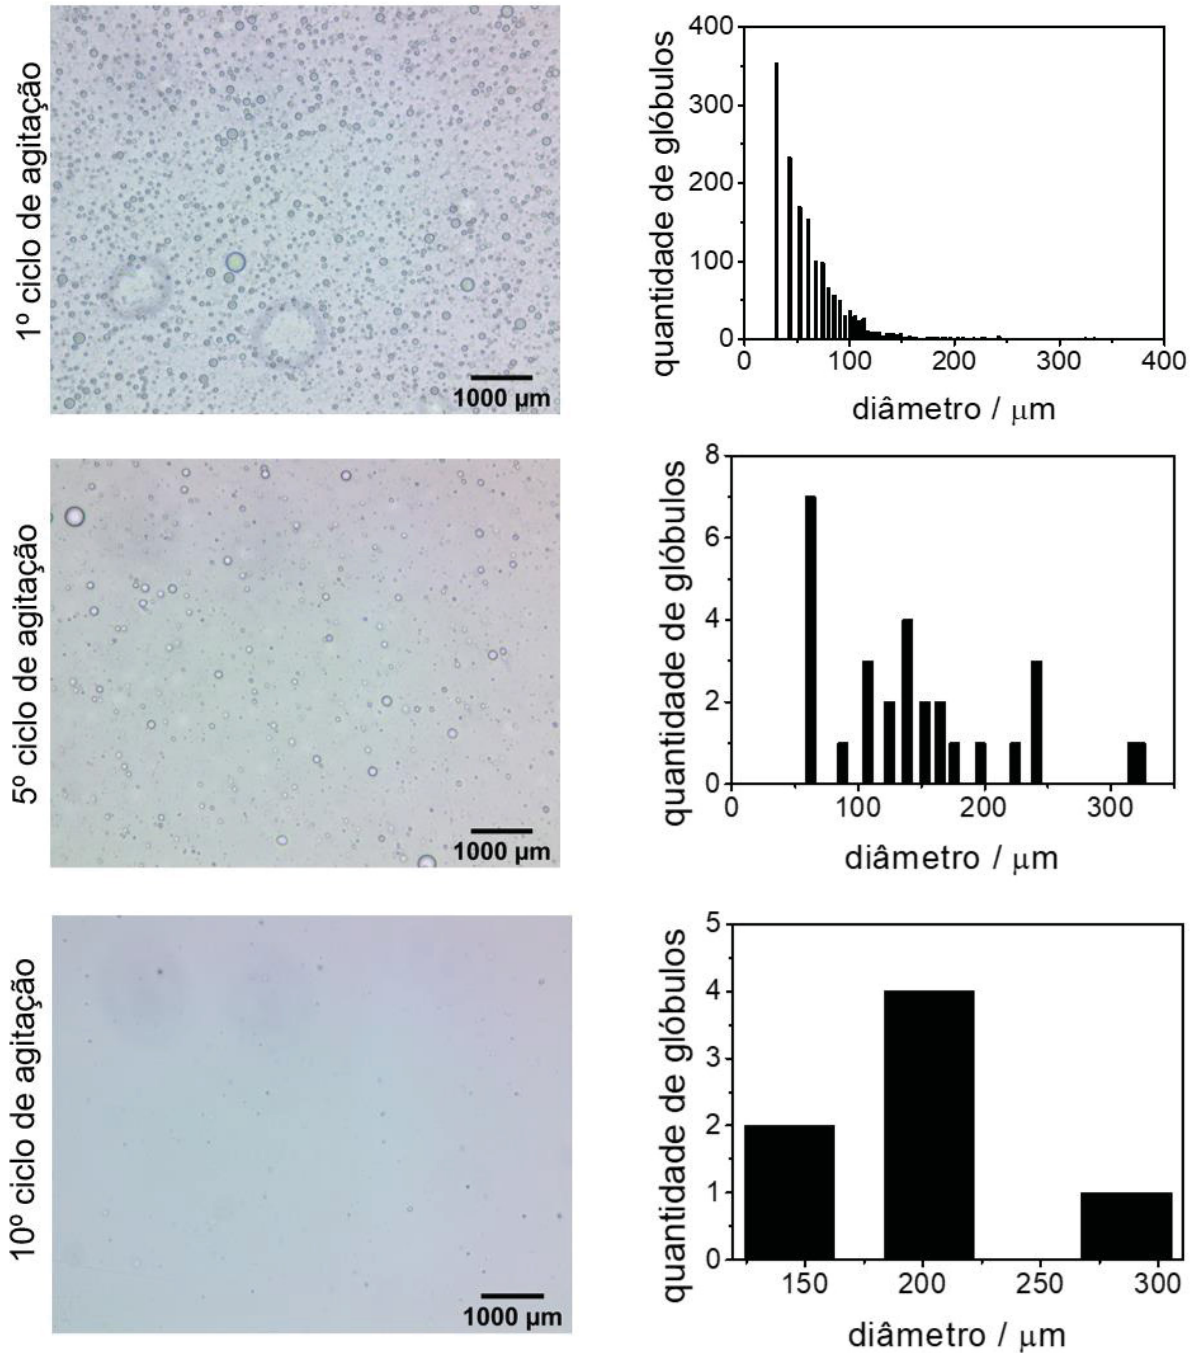 1º ciclo de agitação
1000 µm
quantidade de glóbulos
400
300
200
100
0
0 100 200 300 400
diâmetro / µm
5º ciclo de agitação
1000 µm
quantidade de glóbulos
8
6
4
2
0
0 100 200 300
diâmetro / µm
10º ciclo de agitação
1000 µm
quantidade de glóbulos
5
4
3
2
1
0
150 200 250 300
diâmetro / µm